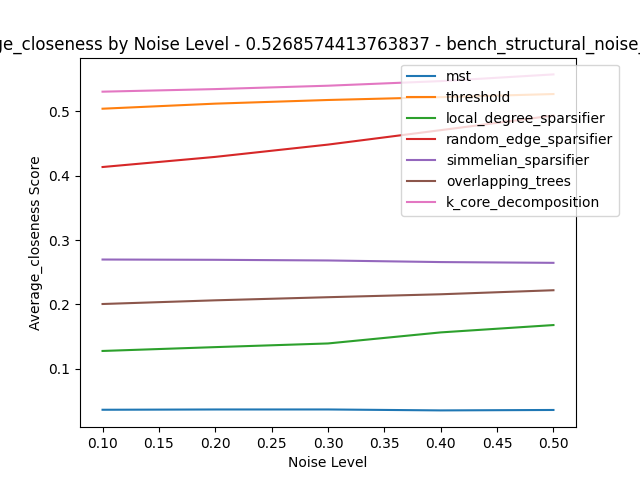 ge_closeness by Noise Level - 0.5268574413763837 - bench_structural_noise_
mst
threshold
local_degree_sparsifier
random_edge_sparsifier
simmelian_sparsifier
overlapping_trees
k_core_decomposition
Average_closeness Score
0.5
0.4
0.3
0.2
0.1
0.10 0.15 0.20 0.25 0.30 0.35 0.40 0.45 0.50
Noise Level